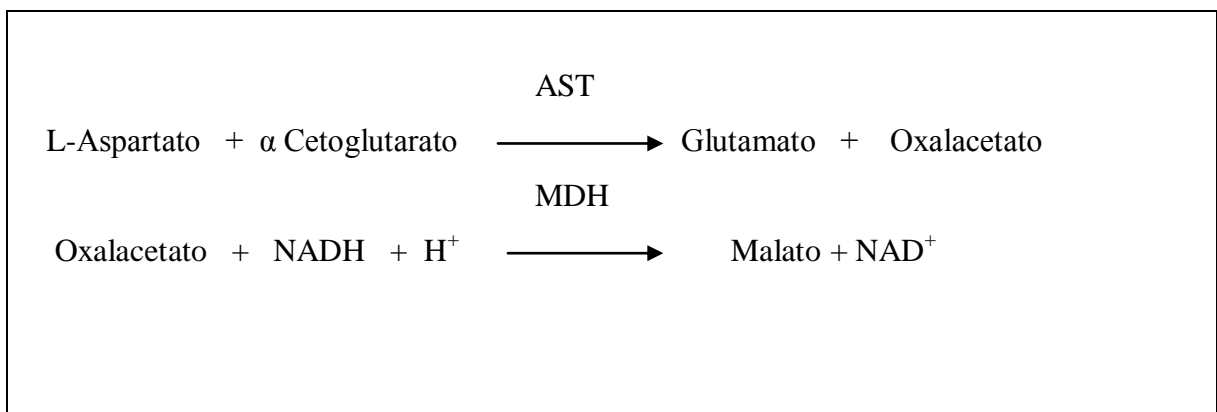 AST
L-Aspartato + α Cetoglutarato ⟶ Glutamato + Oxalacetato
MDH
Oxalacetato + NADH + H⁺ ⟶ Malato + NAD⁺